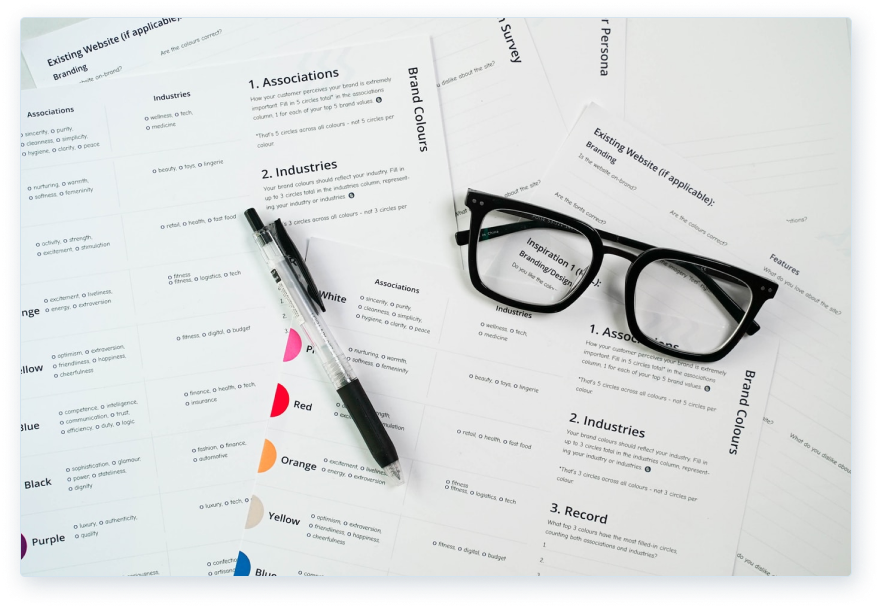 Existing Website (if applicable)
Branding
Are the colours correct?
website on-brand?
Associations
Industries
sincerity, purity,
cleanness, simplicity,
hygiene, clarity, peace
wellness, tech,
medicine
nurturing, warmth,
softness, femininity
beauty, toys, lingerie
activity, strength,
excitement, stimulation
retail, health, fast food
excitement, liveliness,
energy, extroversion
fitness
fitness, logistics, tech
optimism, extroversion,
friendliness, happiness,
cheerfulness
fitness, digital, budget
Blue
competence, intelligence,
communication, trust,
efficiency, duty, logic
finance, health, tech,
insurance
Black
sophistication, glamour,
power, stateliness,
dignity
fashion, finance,
automotive
Purple
luxury, authenticity,
quality
luxury, tech,
Brand Colours
1. Associations
How your customer perceives your brand is extremely
important. Fill in 5 circles total* in the associations
column, 1 for each of your top 5 brand values.
*That's 5 circles across all colours - not 5 circles per
colour
2. Industries
Your brand colours should reflect your industry. Fill in
up to 3 circles total in the industries column, represent-
ing your industry or industries
3 circles across all colours - not 3 circles per
Survey
r Persona
dislike about the site?
about the site?
Existing Website (if applicable):
Branding
Is the website on-brand?
Are the fonts correct?
Are the colours correct?
Features
What do you love about the site?
Inspiration 1
Branding/Design
Do you like the
Associations
Industries
White
sincerity, purity,
cleanness, simplicity,
hygiene, clarity, peace
wellness, tech,
medicine
nurturing, warmth,
softness, femininity
beauty, toys, lingerie
Red
retail, health, fast food
Orange
excitement,
energy, extroversion
fitness
fitness, logistics, tech
Yellow
optimism, extroversion,
friendliness, happiness,
cheerfulness
fitness, digital, budget
Blue
Brand Colours
1. Associations
How your customer perceives your brand is extremely
important. Fill in 5 circles total* in the associations
column, 1 for each of your top 5 brand values
*That's 5 circles across all colours - not 5 circles per
colour
2. Industries
Your brand colours should reflect your industry. Fill in
up to 3 circles total in the industries column, represent-
ing your industry or industries
*That's 3 circles across all colours - not 3 circles per
colour
3. Record
What top 3 colours have the most filled-in circles,
counting both associations and industries?
1.
2.
What do you dislike about
do you dislike about the